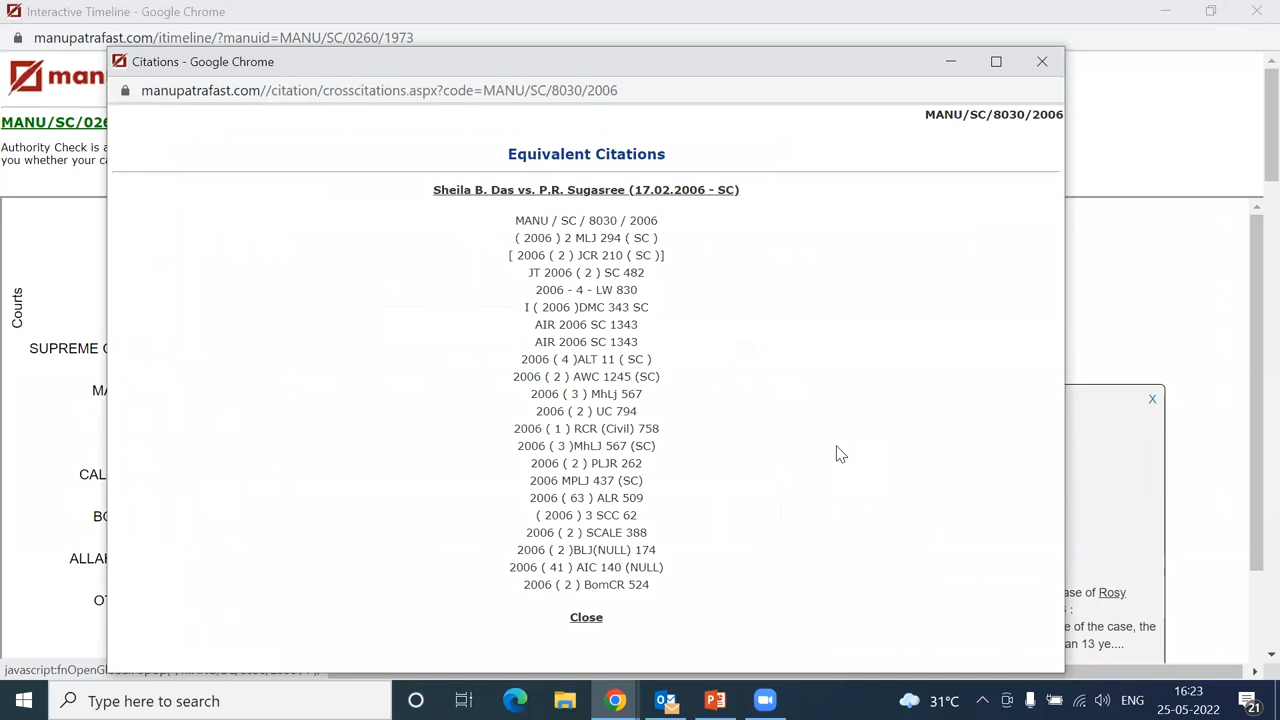 Interactive Timeline - Google Chrome
manupatrafast.com/itimeline/?manuid=MANU/SC/0260/1973
Citations - Google Chrome
man
manupatrafast.com//citation/crosscitations.aspx?code=MANU/SC/8030/2006
MANU/SC/026
MANU/SC/8030/2006
Authority Check is a
you whether your ca
Equivalent Citations
Sheila B. Das vs. P.R. Sugasree (17.02.2006 - SC)
MANU / SC / 8030 / 2006
( 2006 ) 2 MLJ 294 ( SC )
[ 2006 ( 2 ) JCR 210 ( SC )]
JT 2006 ( 2 ) SC 482
2006 - 4 - LW 830
I ( 2006 )DMC 343 SC
AIR 2006 SC 1343
AIR 2006 SC 1343
2006 ( 4 )ALT 11 ( SC )
2006 ( 2 ) AWC 1245 (SC)
2006 ( 3 ) MhLj 567
2006 ( 2 ) UC 794
2006 ( 1 ) RCR (Civil) 758
2006 ( 3 )MhLJ 567 (SC)
2006 ( 2 ) PLJR 262
2006 MPLJ 437 (SC)
2006 ( 63 ) ALR 509
( 2006 ) 3 SCC 62
2006 ( 2 ) SCALE 388
2006 ( 2 )BLJ(NULL) 174
2006 ( 41 ) AIC 140 (NULL)
2006 ( 2 ) BomCR 524
Close
Courts
SUPREME C
MA
CAL
BO
ALLAH
OT
X
ase of Rosy
:
e of the case, the
an 13 ye....
Type here to search
31°C
ENG
16:23
25-05-2022
21